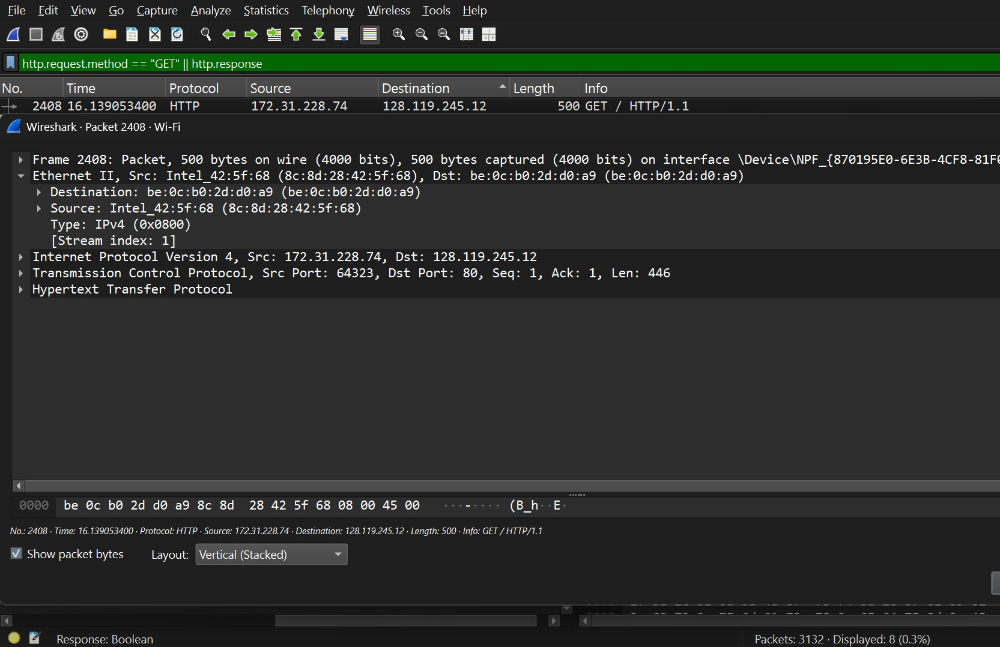 File Edit View Go Capture Analyze Statistics Telephony Wireless Tools Help
http.request.method == "GET" || http.response
No. Time Protocol Source Destination Length Info
2408 16.139053400 HTTP 172.31.228.74 128.119.245.12 500 GET / HTTP/1.1
Wireshark · Packet 2408 · Wi-Fi
Frame 2408: Packet, 500 bytes on wire (4000 bits), 500 bytes captured (4000 bits) on interface \Device\NPF_{870195E0-6E3B-4CF8-81F0
Ethernet II, Src: Intel_42:5f:68 (8c:8d:28:42:5f:68), Dst: be:0c:b0:2d:d0:a9 (be:0c:b0:2d:d0:a9)
Destination: be:0c:b0:2d:d0:a9 (be:0c:b0:2d:d0:a9)
Source: Intel_42:5f:68 (8c:8d:28:42:5f:68)
Type: IPv4 (0x0800)
[Stream index: 1]
Internet Protocol Version 4, Src: 172.31.228.74, Dst: 128.119.245.12
Transmission Control Protocol, Src Port: 64323, Dst Port: 80, Seq: 1, Ack: 1, Len: 446
Hypertext Transfer Protocol
0000 be 0c b0 2d d0 a9 8c 8d 28 42 5f 68 08 00 45 00 ···-···· (B_h··E·
No.: 2408 · Time: 16.139053400 · Protocol: HTTP · Source: 172.31.228.74 · Destination: 128.119.245.12 · Length: 500 · Info: GET / HTTP/1.1
Show packet bytes Layout: Vertical (Stacked)
Response: Boolean Packets: 3132 · Displayed: 8 (0.3%)